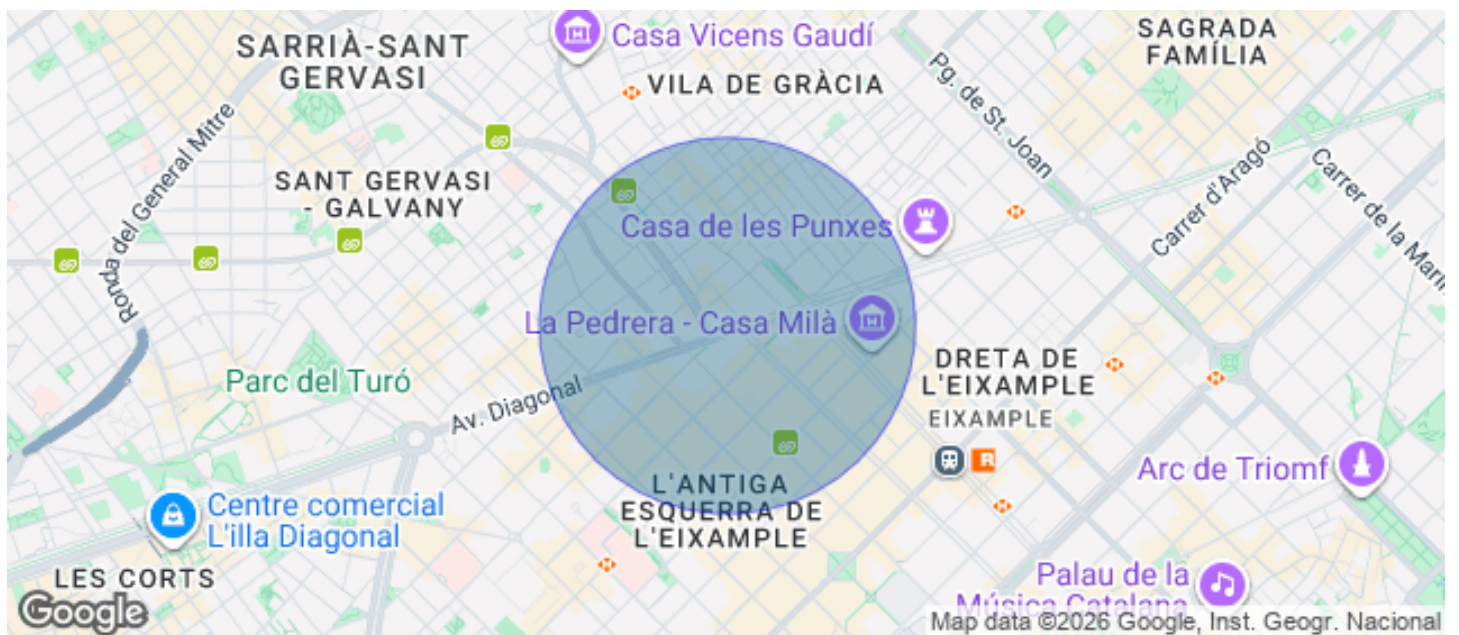 SARRIÀ-SANT
GERVASI
Casa Vicens Gaudí
VILA DE GRÀCIA
SAGRADA
FAMÍLIA
Pg. de St. Joan
Ronda del General Mitre
SANT GERVASI
- GALVANY
Casa de les Punxes
Carrer d'Aragó
Carrer de la Marin
La Pedrera - Casa Milà
H
Parc del Turó
Av. Diagonal
DRETA DE
L'EIXAMPLE
EIXAMPLE
R
Arc de Triomf
L'ANTIGA
ESQUERRA DE
L'EIXAMPLE
Centre comercial
L'illa Diagonal
LES CORTS
Palau de la
Música Catalana
Google
Map data ©2026 Google, Inst. Geogr. Nacional